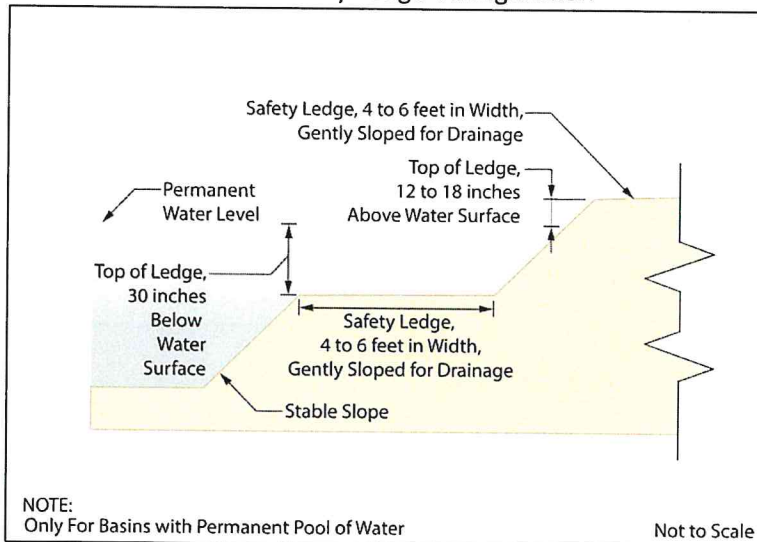 Safety Ledge, 4 to 6 feet in Width,
Gently Sloped for Drainage
Top of Ledge,
12 to 18 inches
Above Water Surface
Permanent
Water Level
Top of Ledge,
30 inches
Below
Water
Surface
Safety Ledge,
4 to 6 feet in Width,
Gently Sloped for Drainage
Stable Slope
NOTE:
Only For Basins with Permanent Pool of Water
Not to Scale